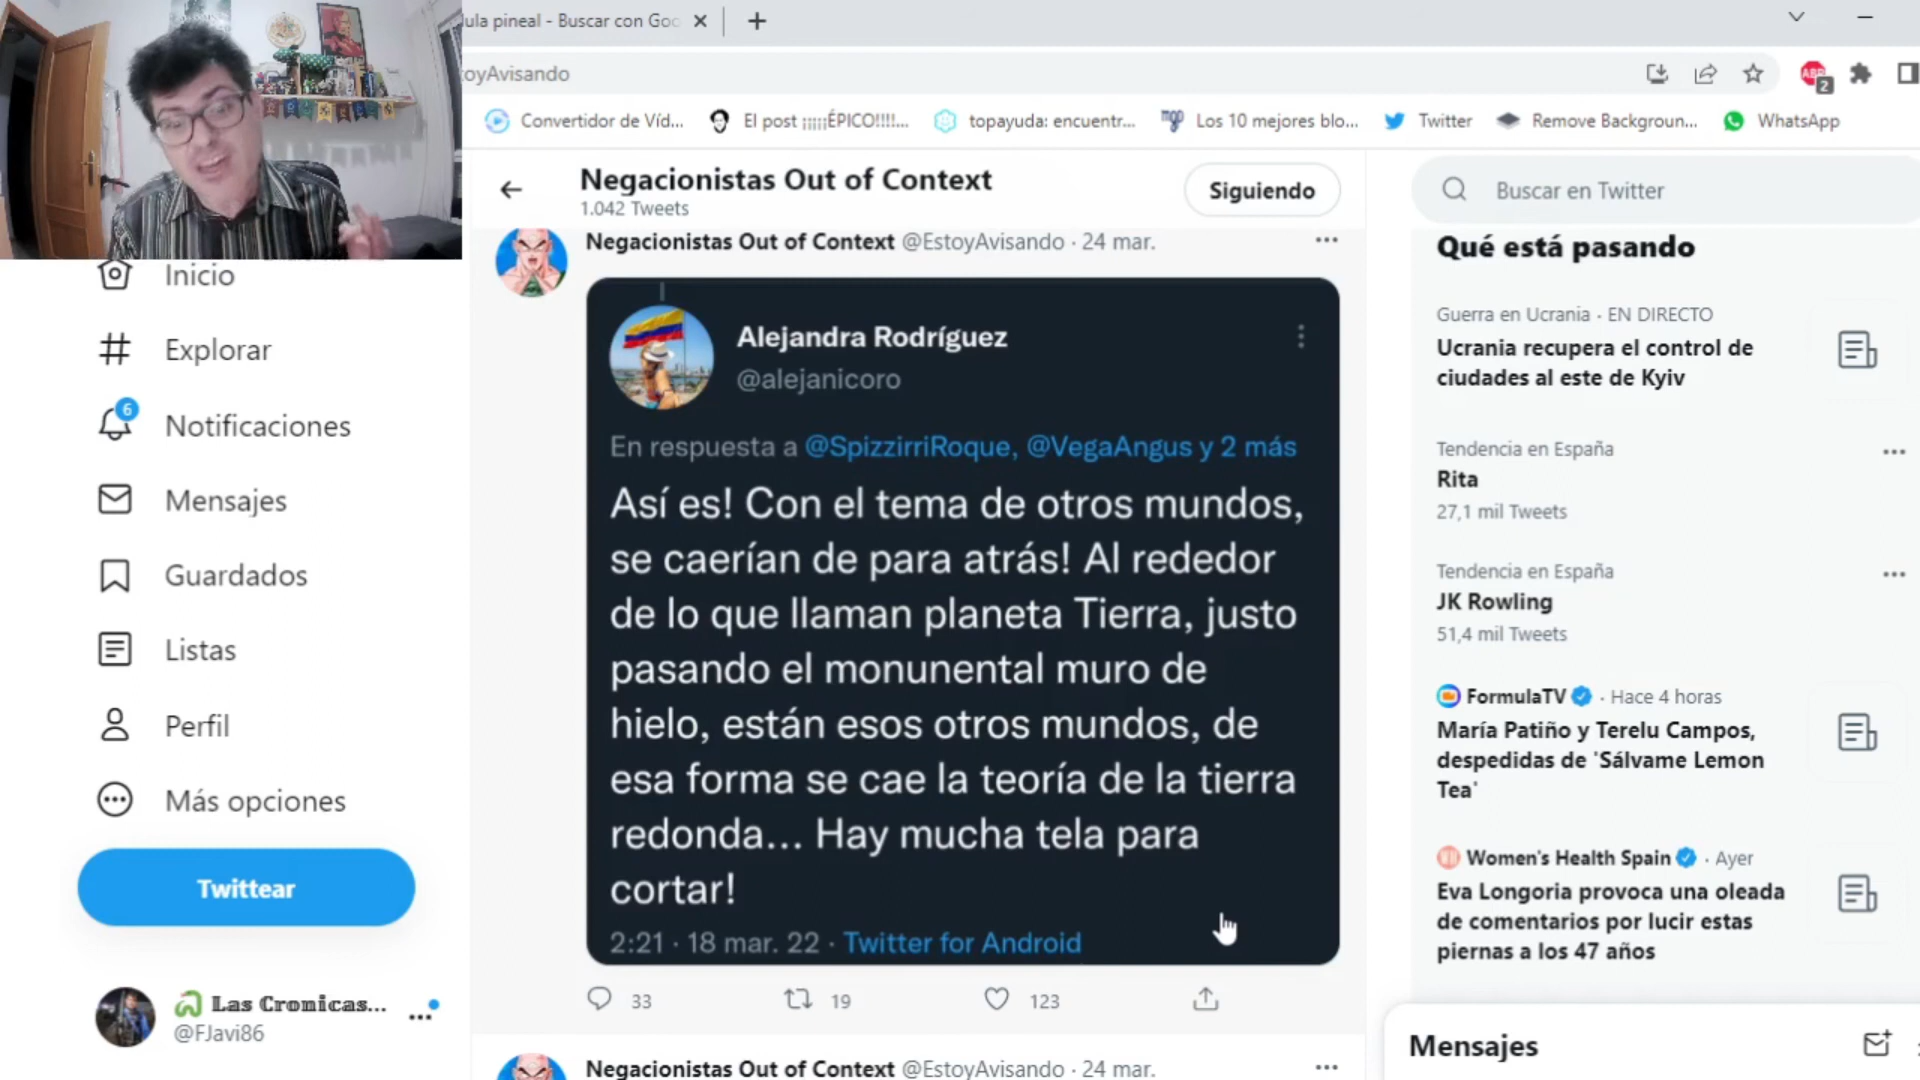 ula pineal - Buscar con Goo
oyAvisando
2
Convertidor de Víd...
El post ¡¡¡¡¡ÉPICO!!!!...
topayuda: encuentr...
Los 10 mejores blo...
Twitter
Remove Backgroun...
WhatsApp
Negacionistas Out of Context
1.042 Tweets
Siguiendo
Buscar en Twitter
Inicio
Explorar
6
Notificaciones
Mensajes
Guardados
Listas
Perfil
Más opciones
Twittear
Las Cronicas...
@FJavi86
Negacionistas Out of Context @EstoyAvisando · 24 mar.
Alejandra Rodríguez
@alejanicoro
En respuesta a @SpizzirriRoque, @VegaAngus y 2 más
Así es! Con el tema de otros mundos,
se caerían de para atrás! Al rededor
de lo que llaman planeta Tierra, justo
pasando el monunental muro de
hielo, están esos otros mundos, de
esa forma se cae la teoría de la tierra
redonda... Hay mucha tela para
cortar!
2:21 · 18 mar. 22 · Twitter for Android
33
19
123
Negacionistas Out of Context @EstoyAvisando · 24 mar.
Qué está pasando
Guerra en Ucrania · EN DIRECTO
Ucrania recupera el control de
ciudades al este de Kyiv
Tendencia en España
Rita
27,1 mil Tweets
Tendencia en España
JK Rowling
51,4 mil Tweets
FormulaTV · Hace 4 horas
María Patiño y Terelu Campos,
despedidas de 'Sálvame Lemon
Tea'
Women's Health Spain · Ayer
Eva Longoria provoca una oleada
de comentarios por lucir estas
piernas a los 47 años
Mensajes